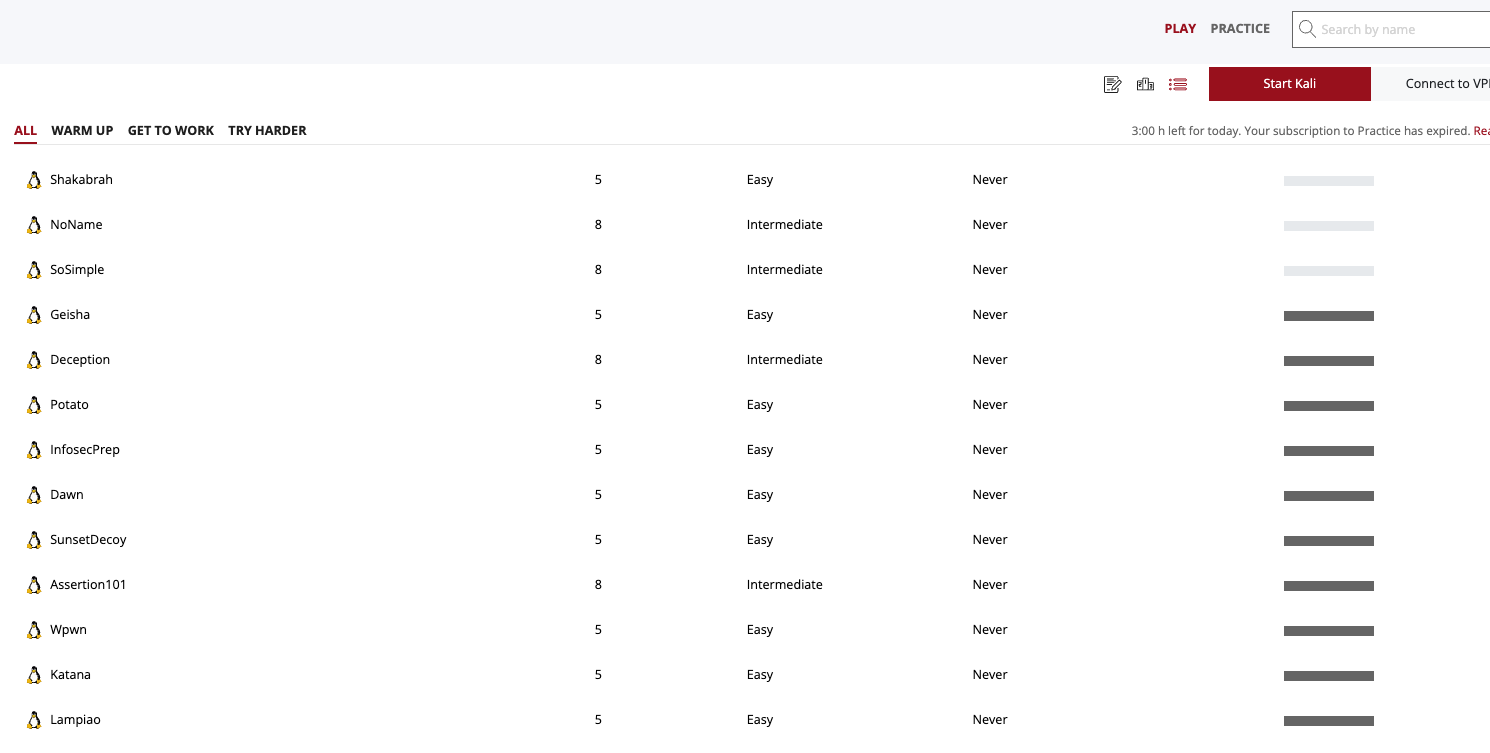 PLAY PRACTICE Search by name
Start Kali Connect to
ALL WARM UP GET TO WORK TRY HARDER 3:00 h left for today. Your subscription to Practice has expired.
Shakabrah 5 Easy Never
NoName 8 Intermediate Never
SoSimple 8 Intermediate Never
Geisha 5 Easy Never
Deception 8 Intermediate Never
Potato 5 Easy Never
InfosecPrep 5 Easy Never
Dawn 5 Easy Never
SunsetDecoy 5 Easy Never
Assertion101 8 Intermediate Never
Wpwn 5 Easy Never
Katana 5 Easy Never
Lampiao 5 Easy Never